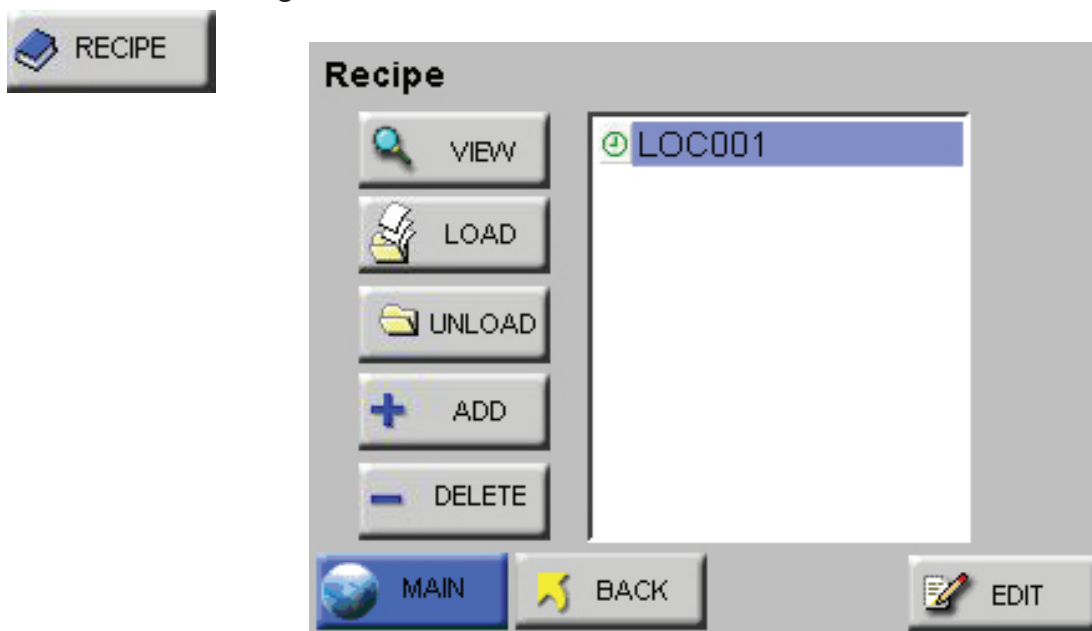 RECIPE
Recipe
VIEW
LOC001
LOAD
UNLOAD
ADD
DELETE
MAIN
BACK
EDIT